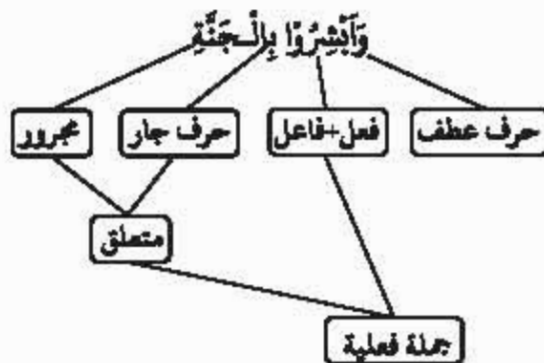 وَاَبْشِرُوْا بِالْجَنَّةِ
حرف عطف
فعل+فاعل
حرف جار
مجرور
متعلق
جملة فعلية